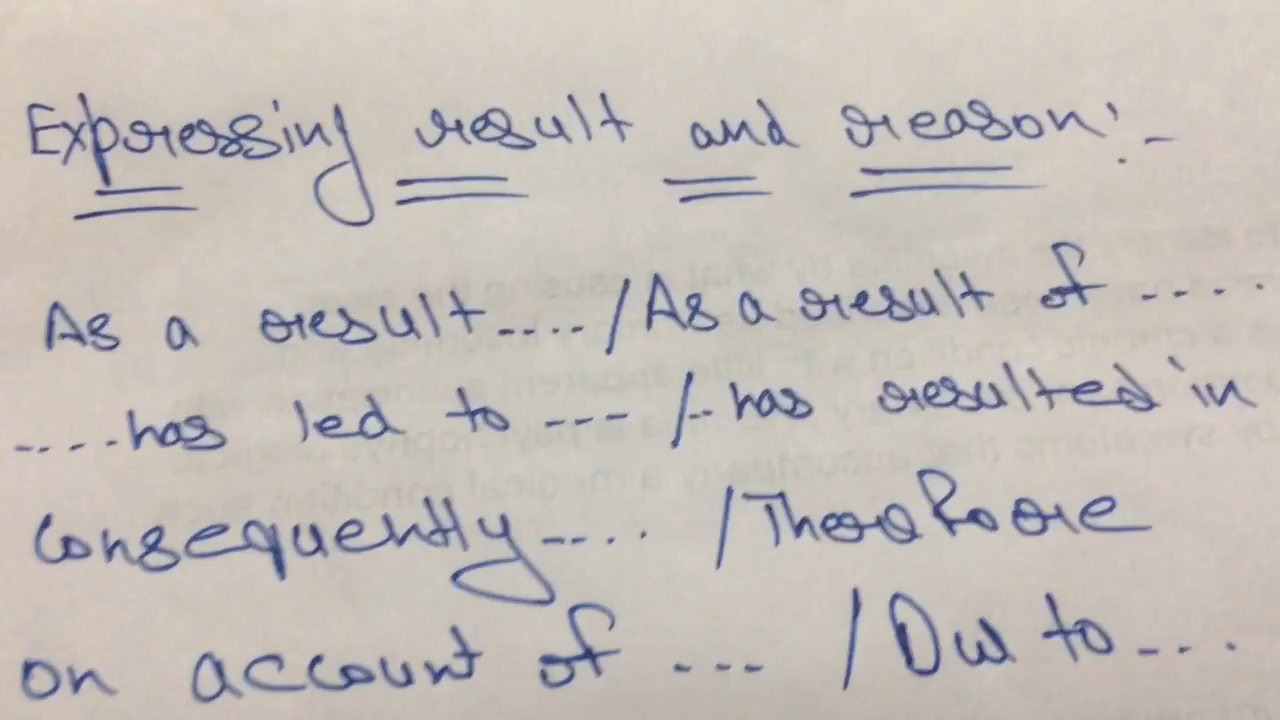 Expressing result and reason:-
As a result..../As a result of .....
....has led to --- /-- has resulted in
Consequently.... /Therefore
on account of ... /Due to....